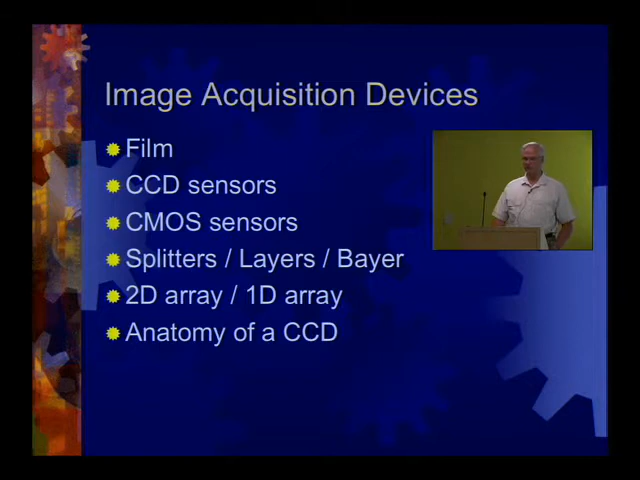 Image Acquisition Devices
Film
CCD sensors
CMOS sensors
Splitters / Layers / Bayer
2D array / 1D array
Anatomy of a CCD